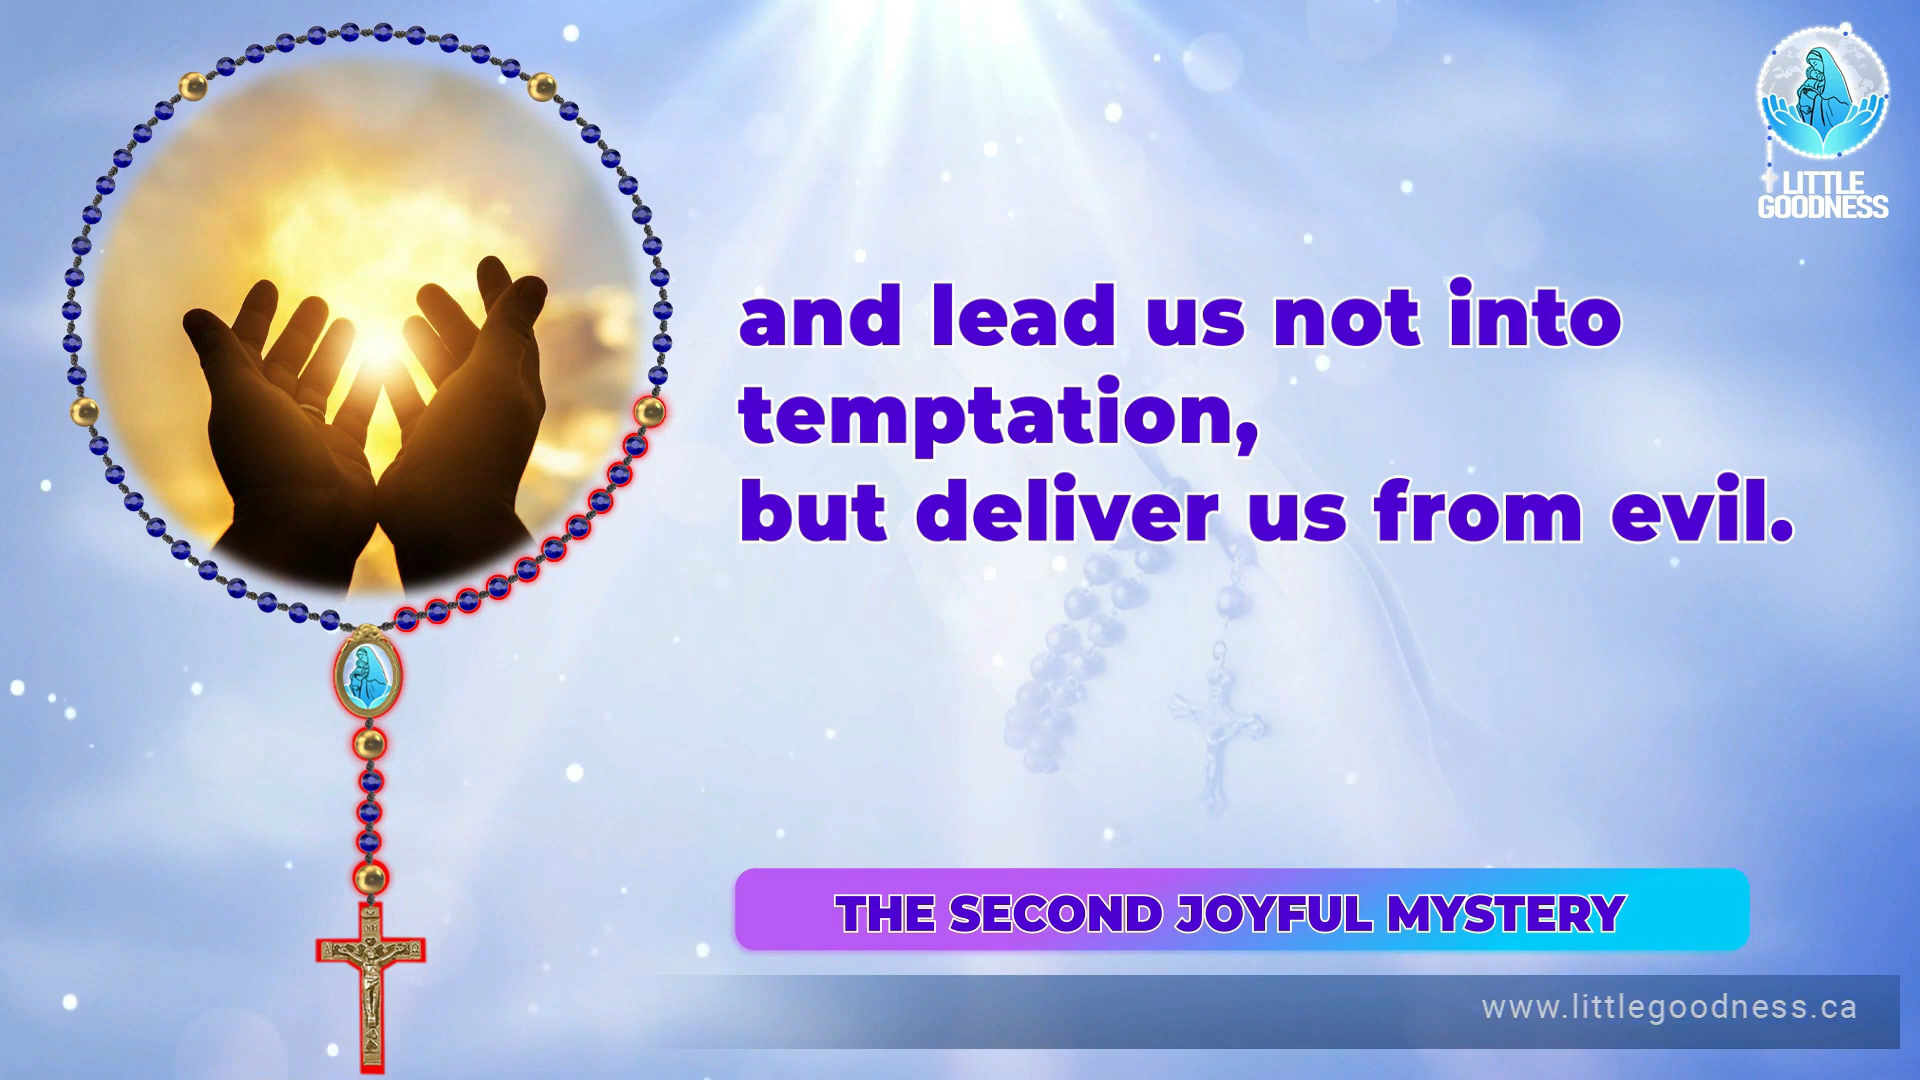 LITTLE
GOODNESS
and lead us not into
temptation,
but deliver us from evil.
THE SECOND JOYFUL MYSTERY
www.littlegoodness.ca